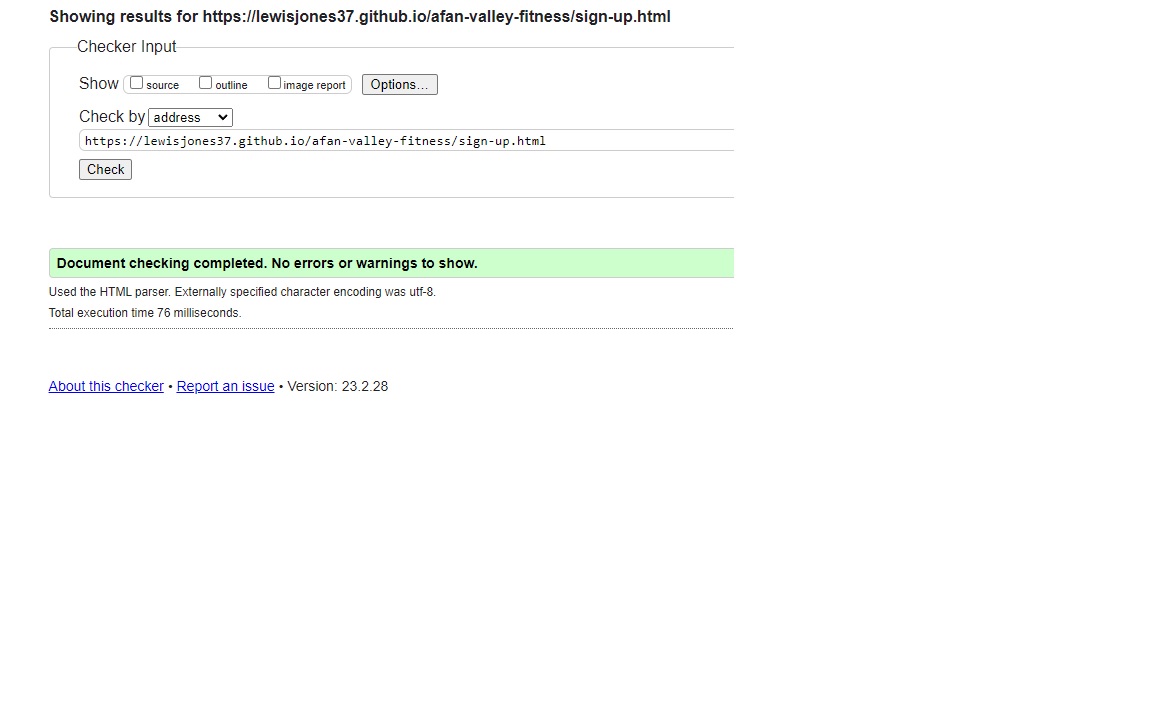 Showing results for https://lewisjones37.github.io/afan-valley-fitness/sign-up.html
Checker Input
Show source outline image report Options...
Check by address
https://lewisjones37.github.io/afan-valley-fitness/sign-up.html
Check
Document checking completed. No errors or warnings to show.
Used the HTML parser. Externally specified character encoding was utf-8.
Total execution time 76 milliseconds.
About this checker • Report an issue • Version: 23.2.28